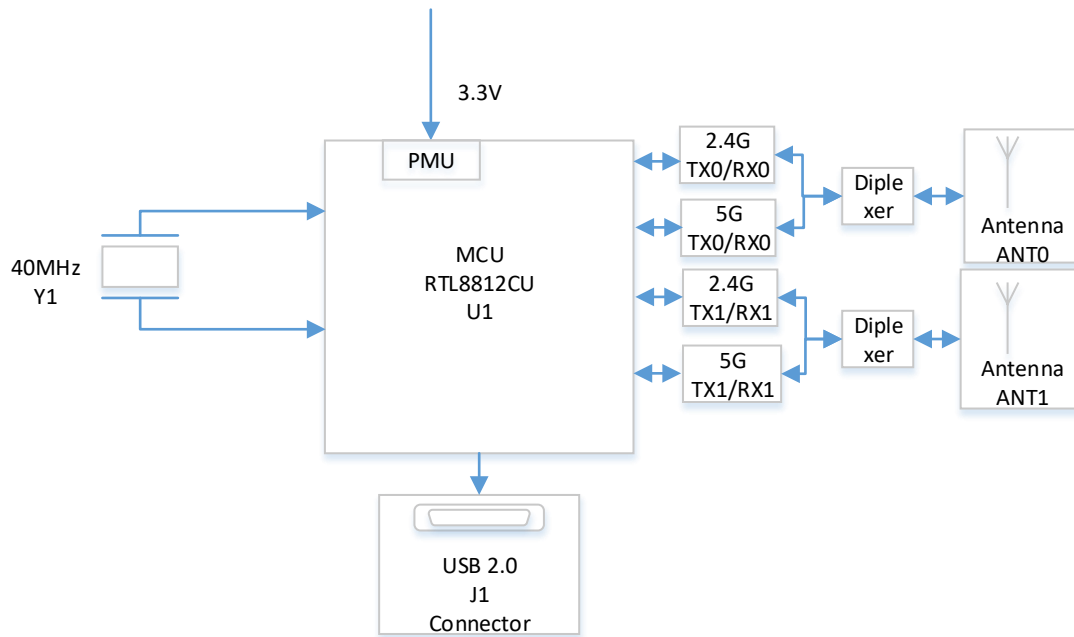 3.3V
PMU
40MHz
Y1
MCU
RTL8812CU
U1
2.4G
TX0/RX0
5G
TX0/RX0
2.4G
TX1/RX1
5G
TX1/RX1
Diple
xer
Diple
xer
Antenna
ANT0
Antenna
ANT1
USB 2.0
J1
Connector